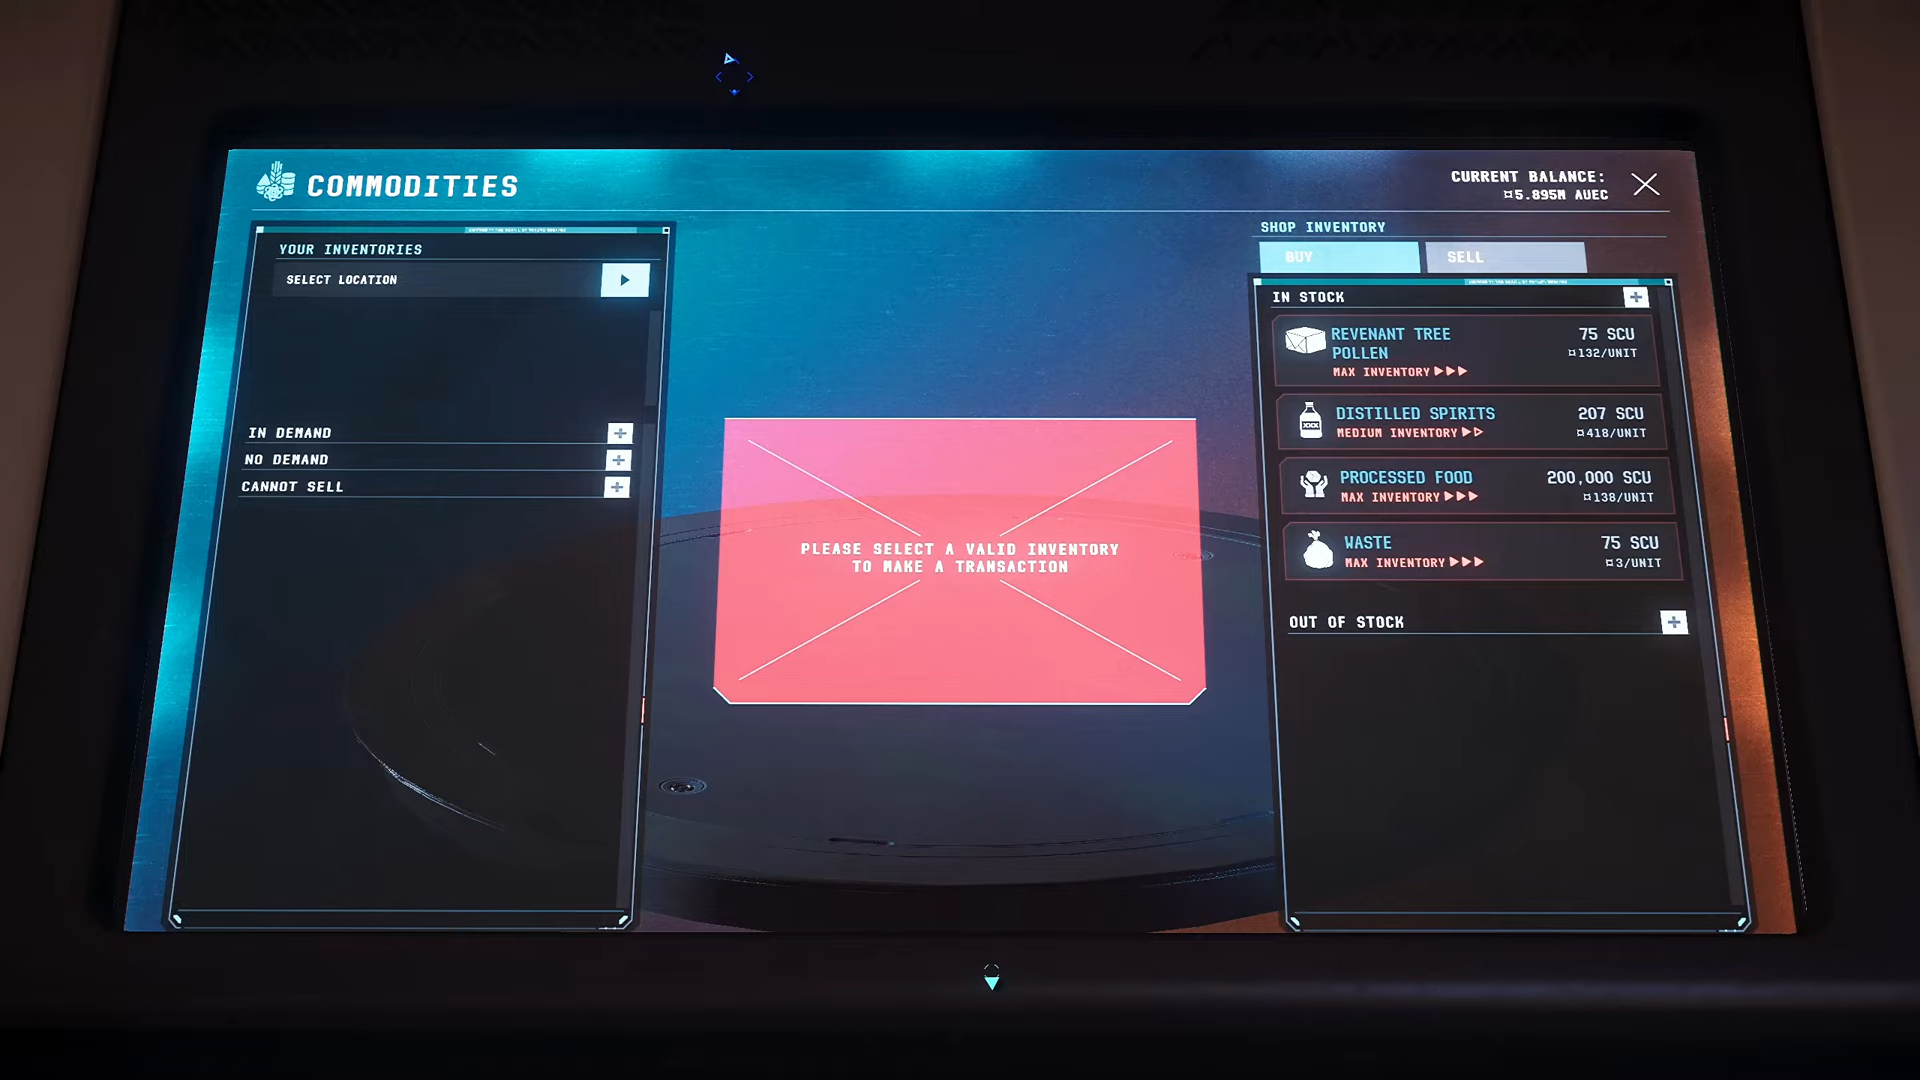 COMMODITIES
CURRENT BALANCE:
¤5.895M AUEC
YOUR INVENTORIES
SELECT LOCATION
IN DEMAND
NO DEMAND
CANNOT SELL
PLEASE SELECT A VALID INVENTORY
TO MAKE A TRANSACTION
SHOP INVENTORY
BUY SELL
IN STOCK
REVENANT TREE 75 SCU
POLLEN ¤132/UNIT
MAX INVENTORY
DISTILLED SPIRITS 207 SCU
MEDIUM INVENTORY ¤418/UNIT
XXX
PROCESSED FOOD 200,000 SCU
MAX INVENTORY ¤138/UNIT
WASTE 75 SCU
MAX INVENTORY ¤3/UNIT
OUT OF STOCK